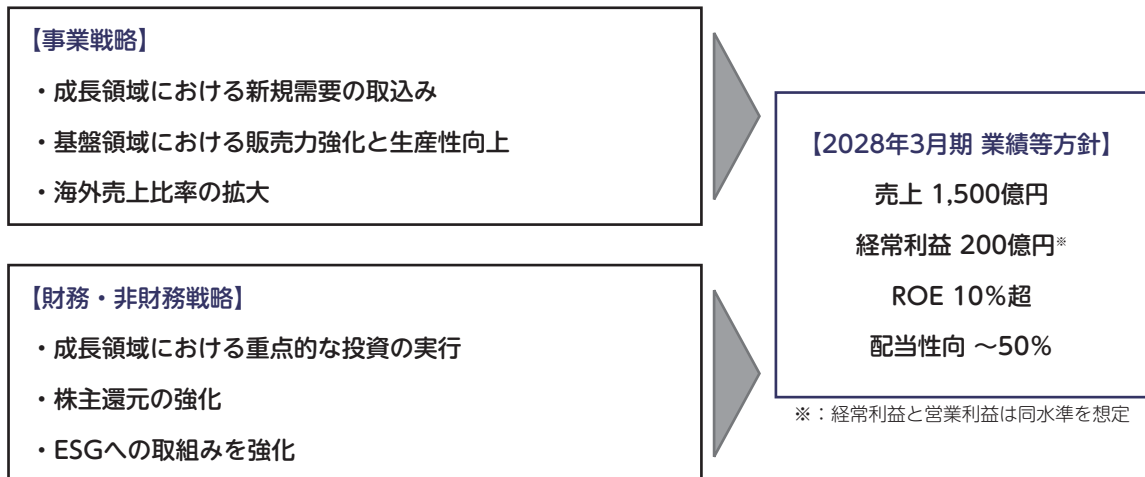 【事業戦略】
・成長領域における新規需要の取込み
・基盤領域における販売力強化と生産性向上
・海外売上比率の拡大
【財務・非財務戦略】
・成長領域における重点的な投資の実行
・株主還元の強化
・ESGへの取組みを強化
【2028年3月期 業績等方針】
売上 1,500億円
経常利益 200億円※
ROE 10%超
配当性向 ~50%
※：経常利益と営業利益は同水準を想定